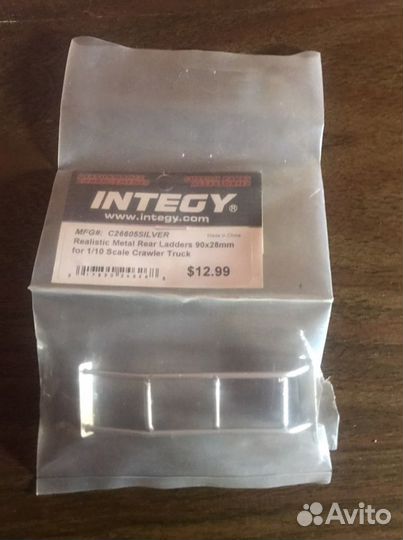 INTEGY®
www.integy.com
MFG#: C26605SILVER Made in China
Realistic Metal Rear Ladders 90x28mm
for 1/10 Scale Crawler Truck
$12.99
Avito